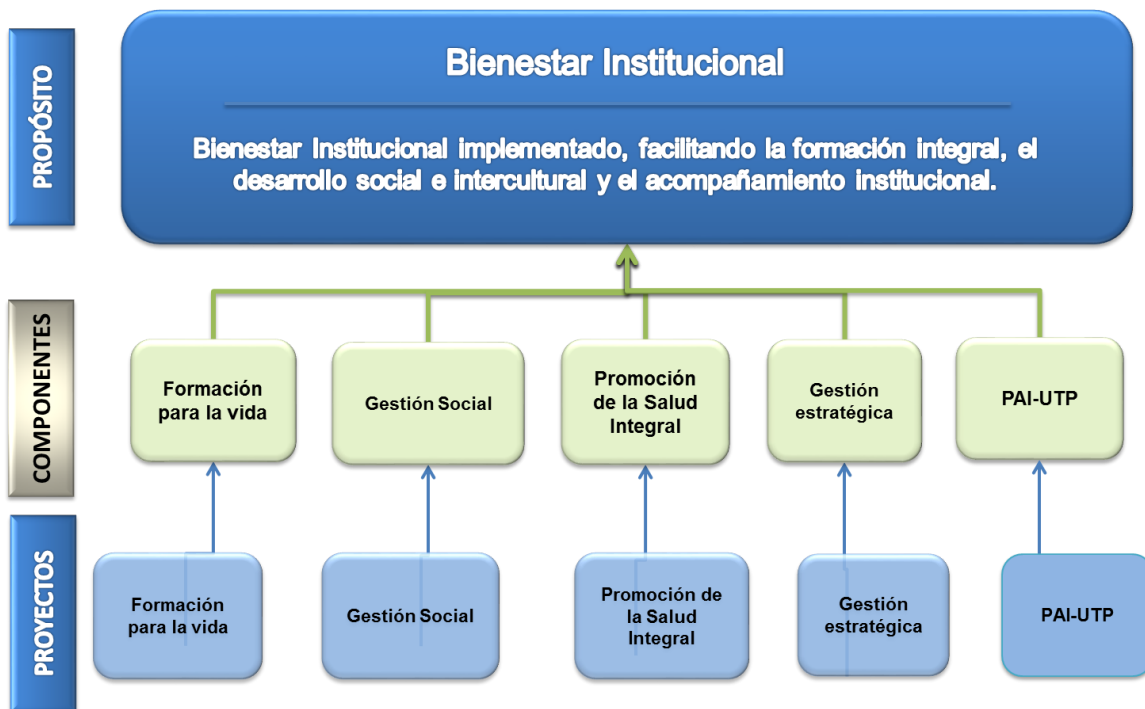 PROPÓSITO
Bienestar Institucional
Bienestar Institucional implementado, facilitando la formación integral, el
desarrollo social e intercultural y el acompañamiento institucional.
COMPONENTES
Formación
para la vida
Gestión Social
Promoción
de la Salud
Integral
Gestión
estratégica
PAI-UTP
PROYECTOS
Formación
para la vida
Gestión Social
Promoción de
la Salud
Integral
Gestión
estratégica
PAI-UTP